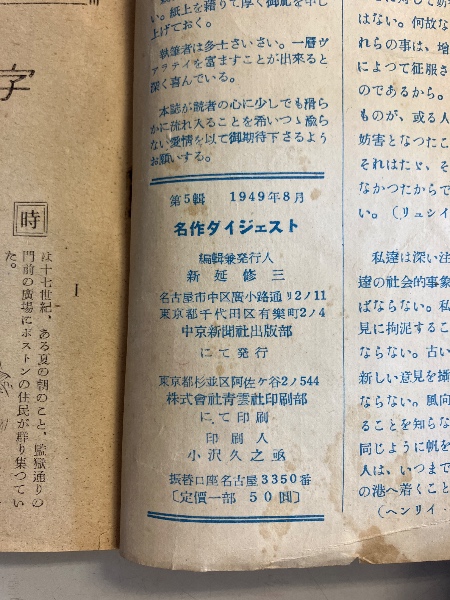 い。紙上を藉りて厚く御礼を申し
上げておく。
執筆者は多士さいさい。一層ヴ
アラテイを富ますことが出来ると
深く喜んでいる。
本誌が読者の心に少しでも滑ら
かに流れ入ることを希いつゝ渝ら
ない愛情を以て御期待下さるよう
お願いする。
第5輯 1949年8月
名作ダイジェスト
編輯兼発行人
新延修三
名古屋市中区廣小路通り2ノ11
東京都千代田区有樂町2ノ4
中京新聞社出版部
にて発行
東京都杉並区阿佐ケ谷2ノ544
株式會社青雲社印刷部
にて印刷
印刷人
小沢久之亟
振替口座名古屋3350番
〔定價一部 50圓〕
はない。何故な
れらの事は、増
によつて征服さ
のであるから。
ものが、或る人
妨害となつたこ
それはたゞ、そ
なかつたからで
い。（リュシイ
私達は深い注
達の社会的事象
ばならない。私
見に拘泥するこ
ならない。古い
新しい意見を攝
ならない。風向
ることを知らな
同じように帆を
人は、いつまで
の港へ着くこと
（ヘンリイ・
字
時
I
は十七世紀、ある夏の朝のこと、監獄通りの
門前の廣場にボストンの住民が群り集つてい
た。